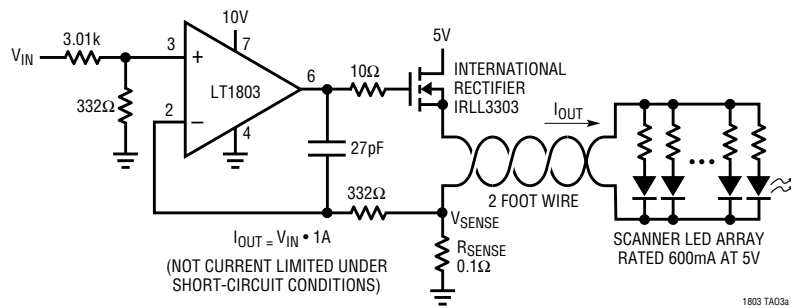 10V
5V
3.01k
V_IN
3
+
7
6
10Ω
INTERNATIONAL
RECTIFIER
IRLL3303
LT1803
332Ω
2
−
4
27pF
I_OUT
•••
332Ω
V_SENSE
2 FOOT WIRE
R_SENSE
0.1Ω
I_OUT = V_IN • 1A
(NOT CURRENT LIMITED UNDER
SHORT-CIRCUIT CONDITIONS)
SCANNER LED ARRAY
RATED 600mA AT 5V
1803 TA03a